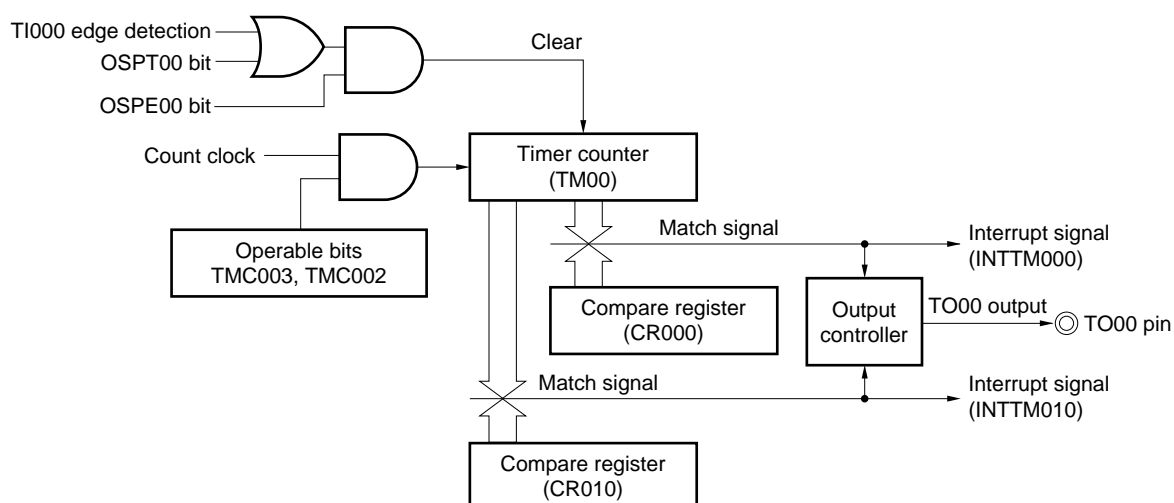 TI000 edge detection
OSPT00 bit
OSPE00 bit
Clear
Count clock
Timer counter
(TM00)
Operable bits
TMC003, TMC002
Match signal
Interrupt signal
(INTTM000)
Compare register
(CR000)
Output
controller
TO00 output
TO00 pin
Match signal
Interrupt signal
(INTTM010)
Compare register
(CR010)